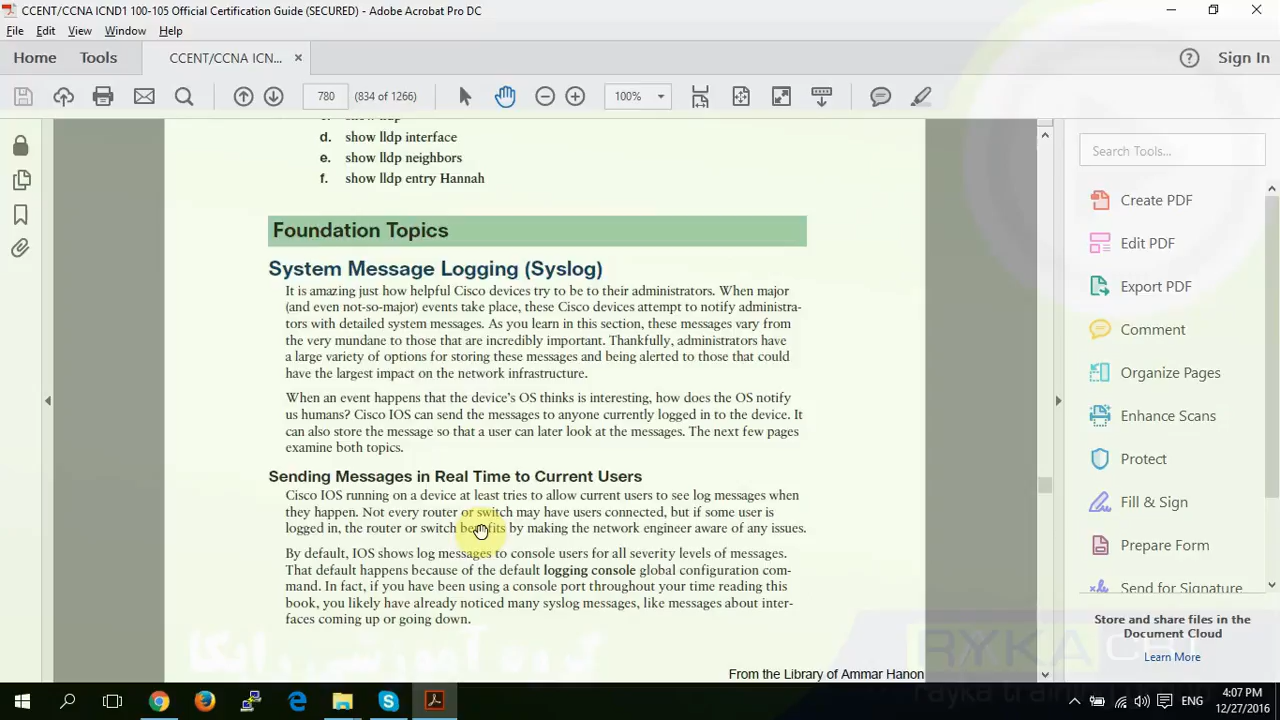 CCENT/CCNA ICND1 100-105 Official Certification Guide (SECURED) - Adobe Acrobat Pro DC
File Edit View Window Help
Home Tools CCENT/CCNA ICN... Sign In
780 (834 of 1266) 100%
d. show lldp interface
e. show lldp neighbors
f. show lldp entry Hannah
Foundation Topics
System Message Logging (Syslog)
It is amazing just how helpful Cisco devices try to be to their administrators. When major
(and even not-so-major) events take place, these Cisco devices attempt to notify administra-
tors with detailed system messages. As you learn in this section, these messages vary from
the very mundane to those that are incredibly important. Thankfully, administrators have
a large variety of options for storing these messages and being alerted to those that could
have the largest impact on the network infrastructure.
When an event happens that the device's OS thinks is interesting, how does the OS notify
us humans? Cisco IOS can send the messages to anyone currently logged in to the device. It
can also store the message so that a user can later look at the messages. The next few pages
examine both topics.
Sending Messages in Real Time to Current Users
Cisco IOS running on a device at least tries to allow current users to see log messages when
they happen. Not every router or switch may have users connected, but if some user is
logged in, the router or switch benefits by making the network engineer aware of any issues.
By default, IOS shows log messages to console users for all severity levels of messages.
That default happens because of the default logging console global configuration com-
mand. In fact, if you have been using a console port throughout your time reading this
book, you likely have already noticed many syslog messages, like messages about inter-
faces coming up or going down.
From the Library of Ammar Hanon
Search Tools...
Create PDF
Edit PDF
Export PDF
Comment
Organize Pages
Enhance Scans
Protect
Fill & Sign
Prepare Form
Send for Signature
Store and share files in the
Document Cloud
Learn More
گروه آموزشی رایکا
RYKA
rayka training
ENG
4:07 PM
12/27/2016